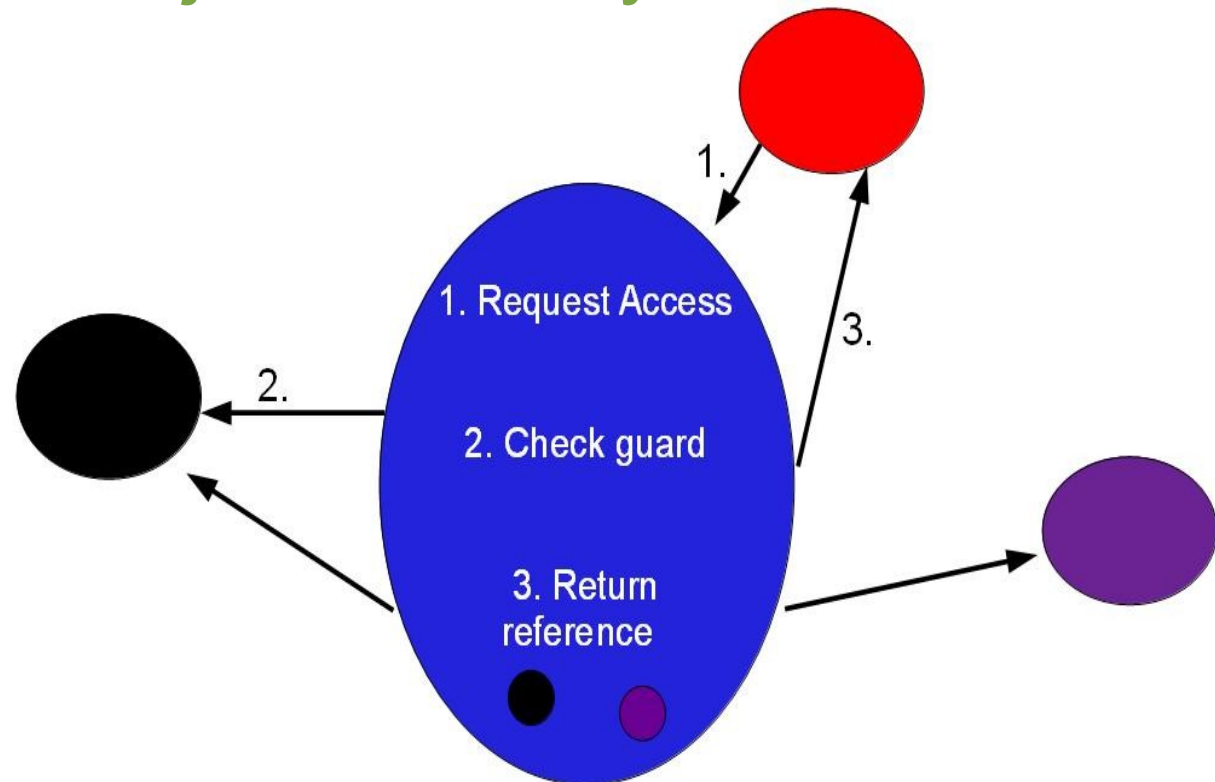 1.
1. Request Access
3.
2.
2. Check guard
3. Return
reference